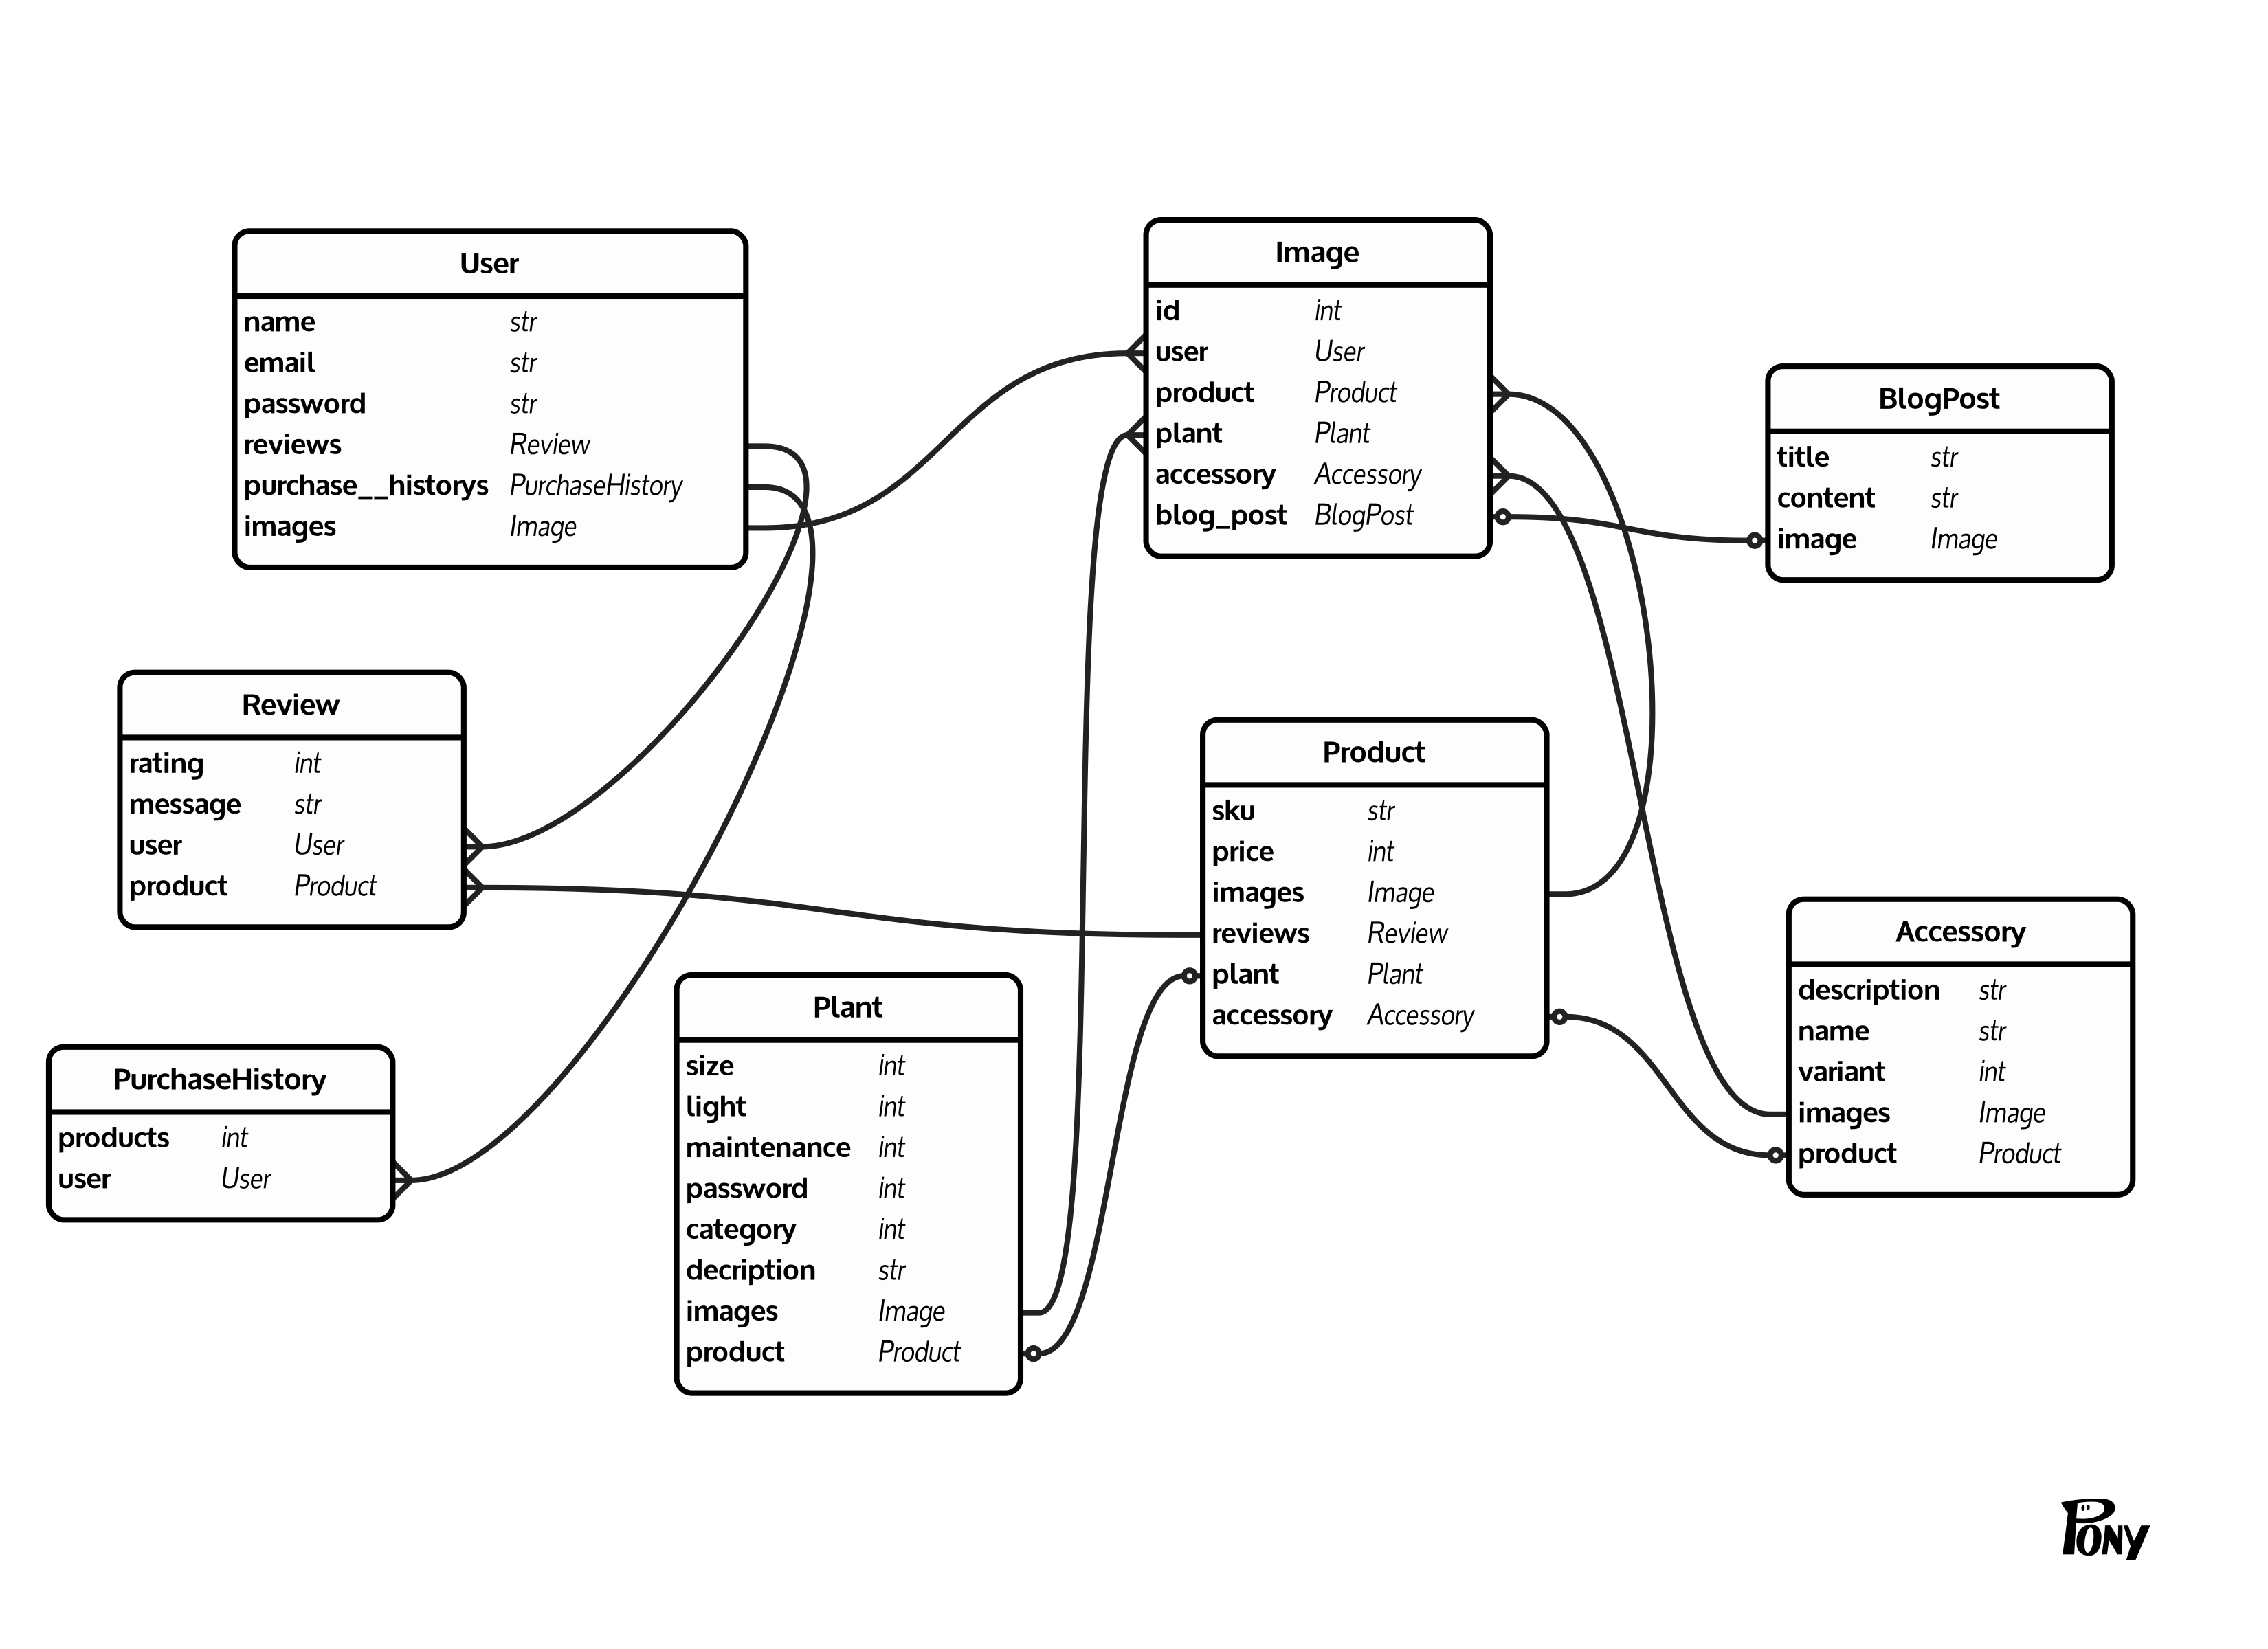 User
name str
email str
password str
reviews Review
purchase__historys PurchaseHistory
images Image
Image
id int
user User
product Product
plant Plant
accessory Accessory
blog_post BlogPost
BlogPost
title str
content str
image Image
Review
rating int
message str
user User
product Product
Product
sku str
price int
images Image
reviews Review
plant Plant
accessory Accessory
Accessory
description str
name str
variant int
images Image
product Product
Plant
size int
light int
maintenance int
password int
category int
decription str
images Image
product Product
PurchaseHistory
products int
user User
PONY